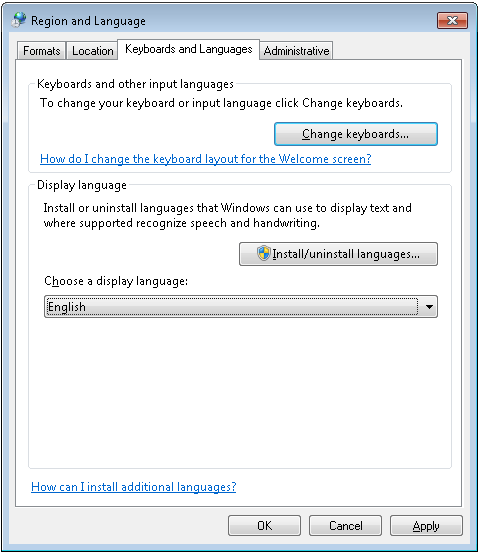 Region and Language
Formats Location Keyboards and Languages Administrative
Keyboards and other input languages
To change your keyboard or input language click Change keyboards.
Change keyboards...
How do I change the keyboard layout for the Welcome screen?
Display language
Install or uninstall languages that Windows can use to display text and
where supported recognize speech and handwriting.
Install/uninstall languages...
Choose a display language:
English
How can I install additional languages?
OK Cancel Apply